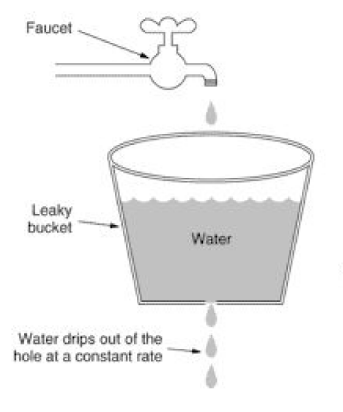 Faucet
Leaky
bucket
Water
Water drips out of the
hole at a constant rate